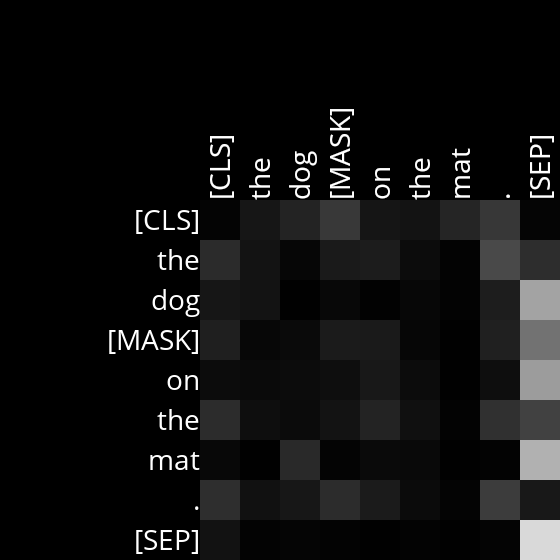 [CLS] the dog [MASK] on the mat . [SEP]
[CLS]
the
dog
[MASK]
on
the
mat
.
[SEP]